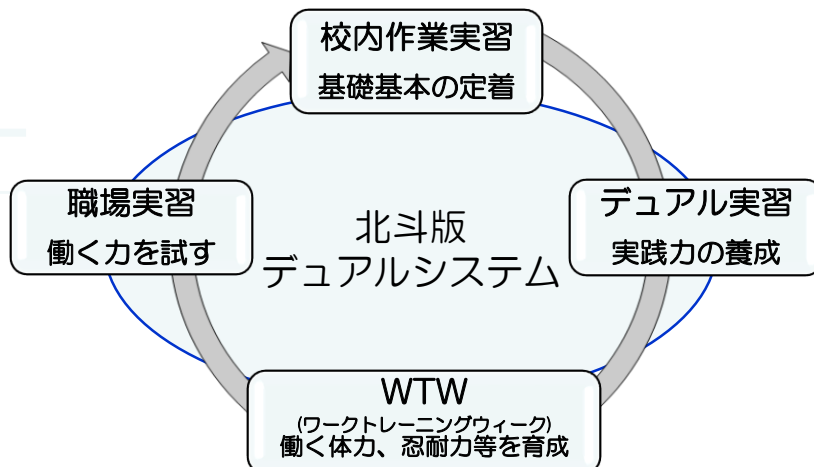 校内作業実習
基礎基本の定着
職場実習
働く力を試す
デュアル実習
実践力の養成
北斗版
デュアルシステム
WTW
(ワークトレーニングウィーク)
働く体力、忍耐力等を育成